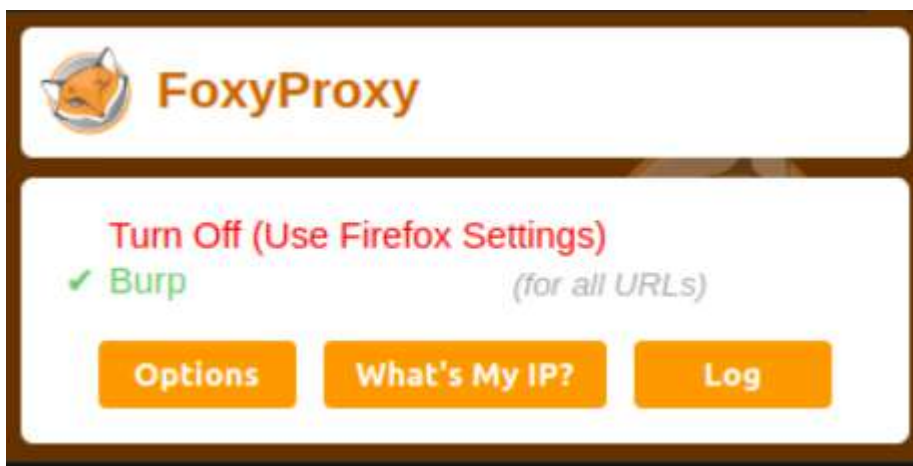 FoxyProxy
Turn Off (Use Firefox Settings)
✔ Burp (for all URLs)
Options What's My IP? Log